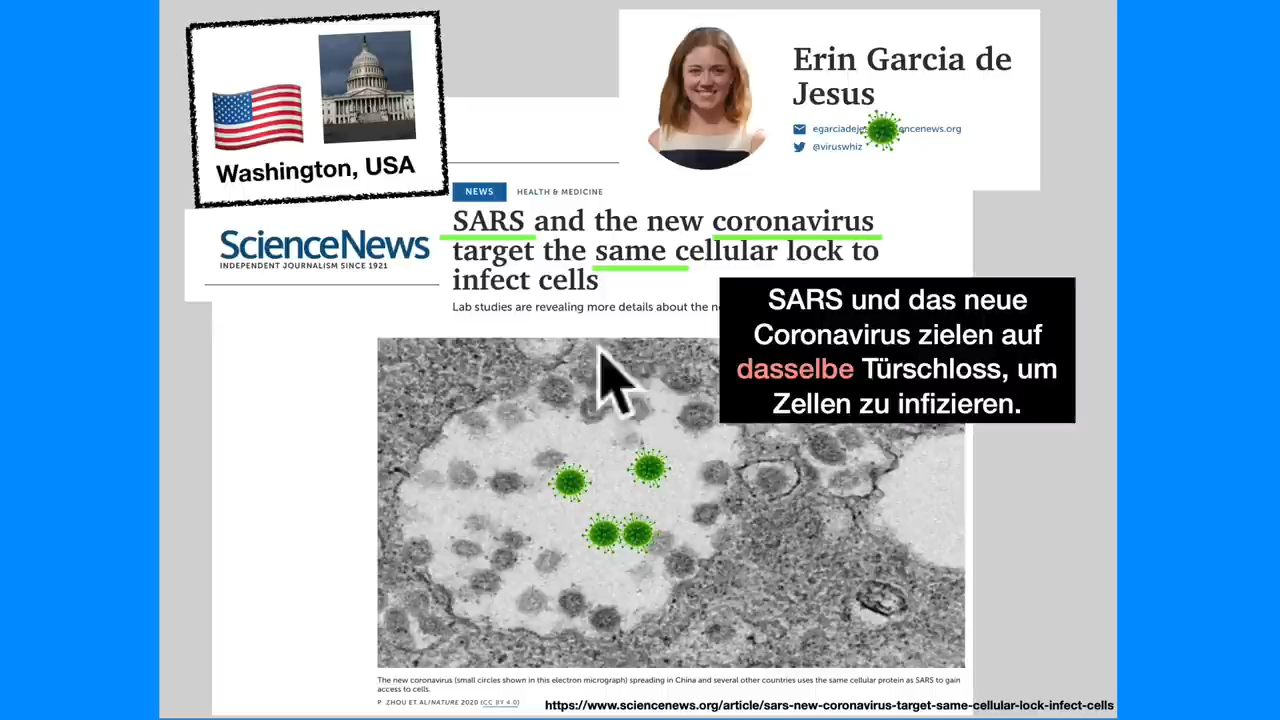 Washington, USA
Erin Garcia de
Jesus
egarciadeje encenews.org
@viruswhiz
NEWS HEALTH & MEDICINE
SARS and the new coronavirus
target the same cellular lock to
infect cells
Lab studies are revealing more details about the
ScienceNews
INDEPENDENT JOURNALISM SINCE 1921
SARS und das neue
Coronavirus zielen auf
dasselbe Türschloss, um
Zellen zu infizieren.
The new coronavirus (small circles shown in this electron micrograph) spreading in China and several other countries uses the same cellular protein as SARS to gain
access to cells.
P. ZHOU ET AL/NATURE 2020 (CC BY 4.0)
https://www.sciencenews.org/article/sars-new-coronavirus-target-same-cellular-lock-infect-cells